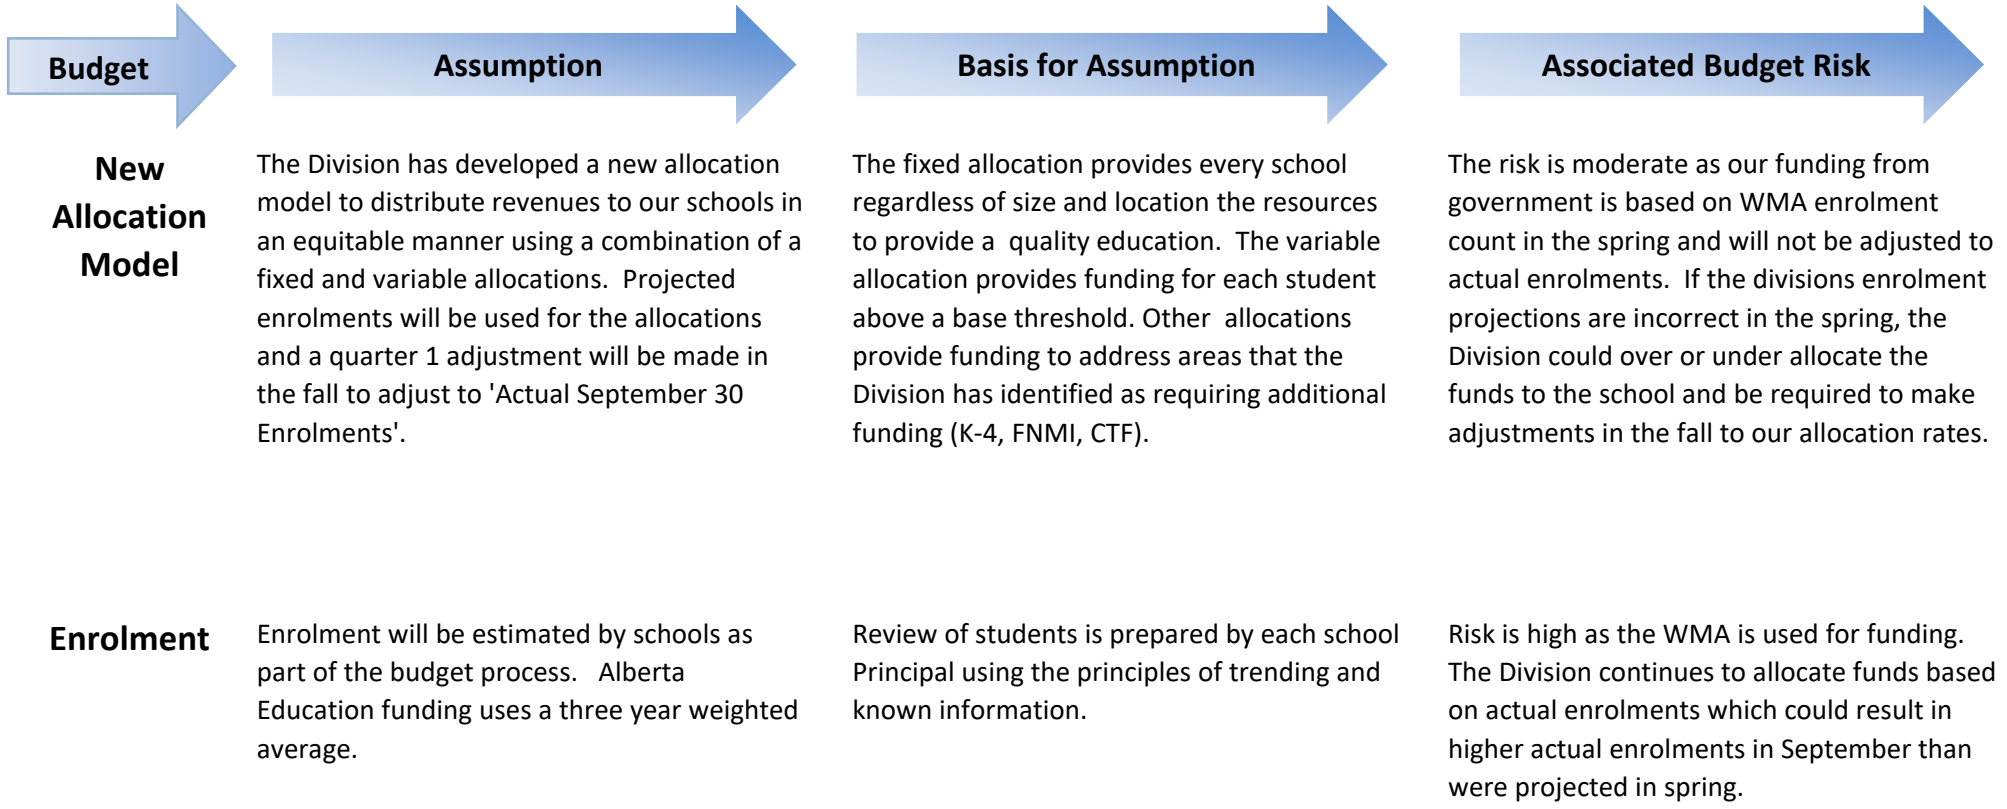 Budget
Assumption
Basis for Assumption
Associated Budget Risk
New
Allocation
Model
The Division has developed a new allocation
model to distribute revenues to our schools in
an equitable manner using a combination of a
fixed and variable allocations.  Projected
enrolments will be used for the allocations
and a quarter 1 adjustment will be made in
the fall to adjust to 'Actual September 30
Enrolments'.
The fixed allocation provides every school
regardless of size and location the resources
to provide a  quality education.  The variable
allocation provides funding for each student
above a base threshold. Other  allocations
provide funding to address areas that the
Division has identified as requiring additional
funding (K-4, FNMI, CTF).
The risk is moderate as our funding from
government is based on WMA enrolment
count in the spring and will not be adjusted to
actual enrolments.  If the divisions enrolment
projections are incorrect in the spring, the
Division could over or under allocate the
funds to the school and be required to make
adjustments in the fall to our allocation rates.
Enrolment
Enrolment will be estimated by schools as
part of the budget process.   Alberta
Education funding uses a three year weighted
average.
Review of students is prepared by each school
Principal using the principles of trending and
known information.
Risk is high as the WMA is used for funding.
The Division continues to allocate funds based
on actual enrolments which could result in
higher actual enrolments in September than
were projected in spring.